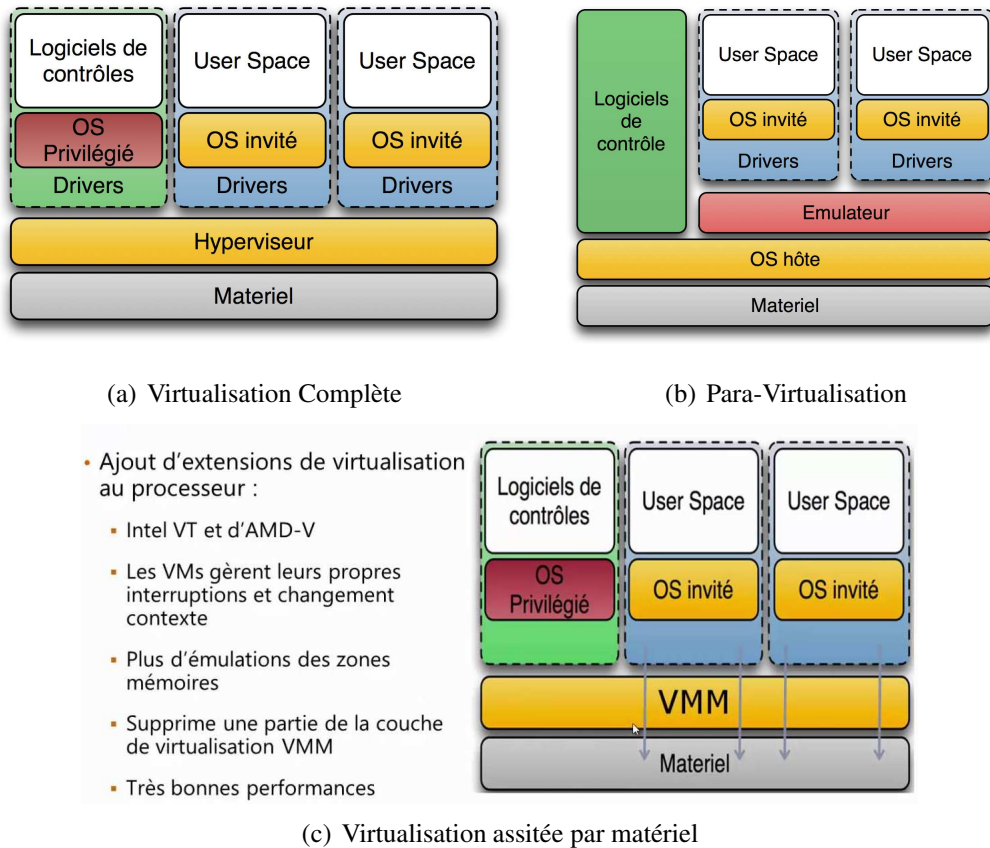 Logiciels de
contrôles
User Space
User Space
OS
Privilégié
OS invité
OS invité
Drivers
Drivers
Drivers
Hyperviseur
Materiel
(a) Virtualisation Complète
Logiciels
de
contrôle
User Space
User Space
OS invité
OS invité
Drivers
Drivers
Emulateur
OS hôte
Materiel
(b) Para-Virtualisation
• Ajout d'extensions de virtualisation
au processeur :
▪ Intel VT et d'AMD-V
▪ Les VMs gèrent leurs propres
interruptions et changement
contexte
▪ Plus d'émulations des zones
mémoires
▪ Supprime une partie de la couche
de virtualisation VMM
▪ Très bonnes performances
Logiciels de
contrôles
User Space
User Space
OS
Privilégié
OS invité
OS invité
VMM
Materiel
(c) Virtualisation assitée par matériel